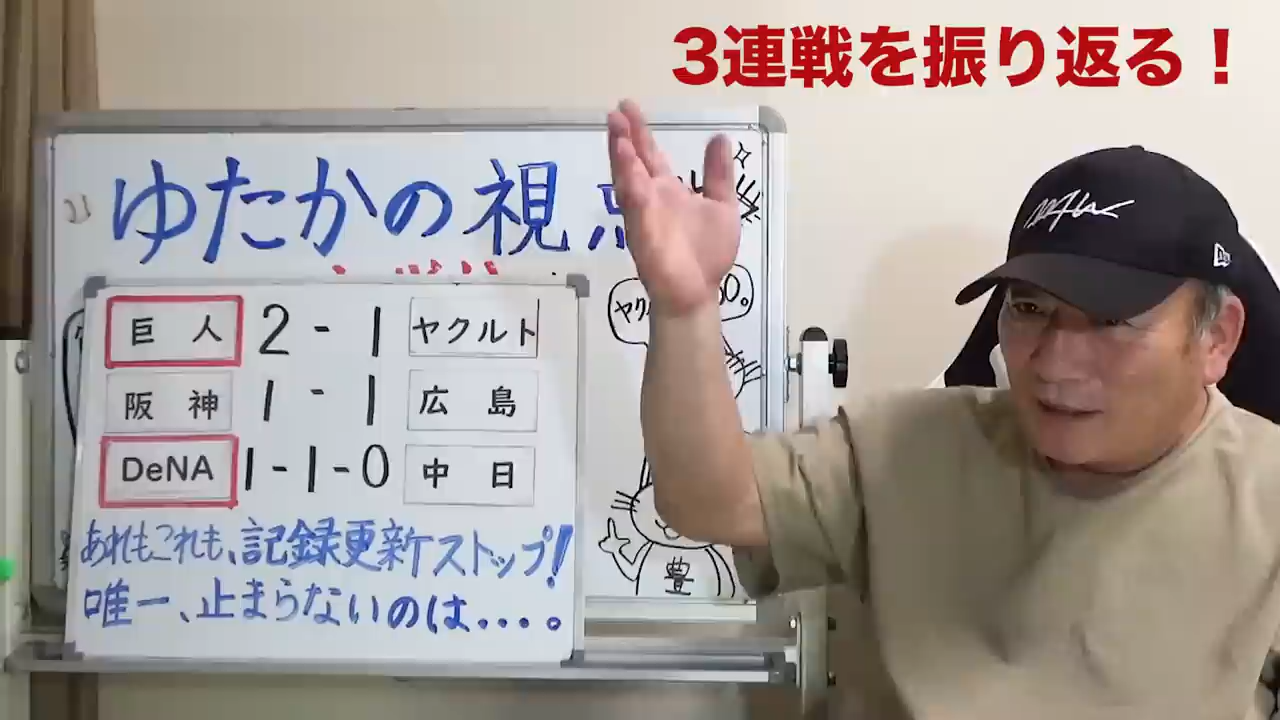 3連戦を振り返る！
ゆたかの視点
巨人 2 - 1 ヤクルト
阪神 1 - 1 広島
DeNA 1-1-0 中日
あれもこれも、記録更新ストップ!
唯一、止まらないのは....。
豊